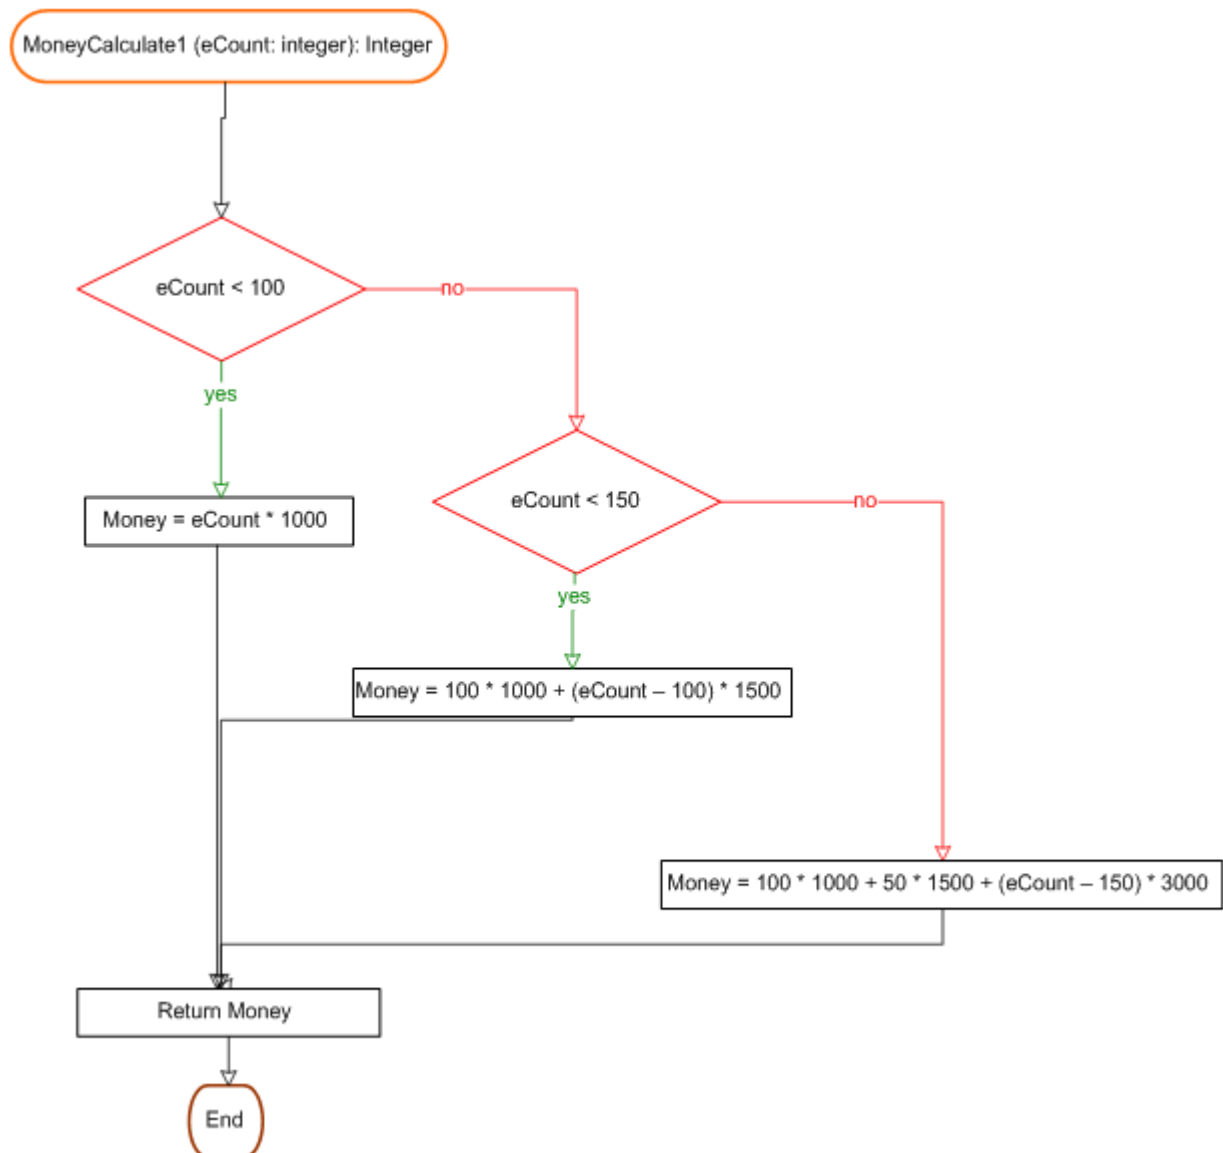 MoneyCalculate1 (eCount: integer): Integer
eCount < 100
no
yes
eCount < 150
no
Money = eCount * 1000
yes
Money = 100 * 1000 + (eCount – 100) * 1500
Money = 100 * 1000 + 50 * 1500 + (eCount – 150) * 3000
Return Money
End